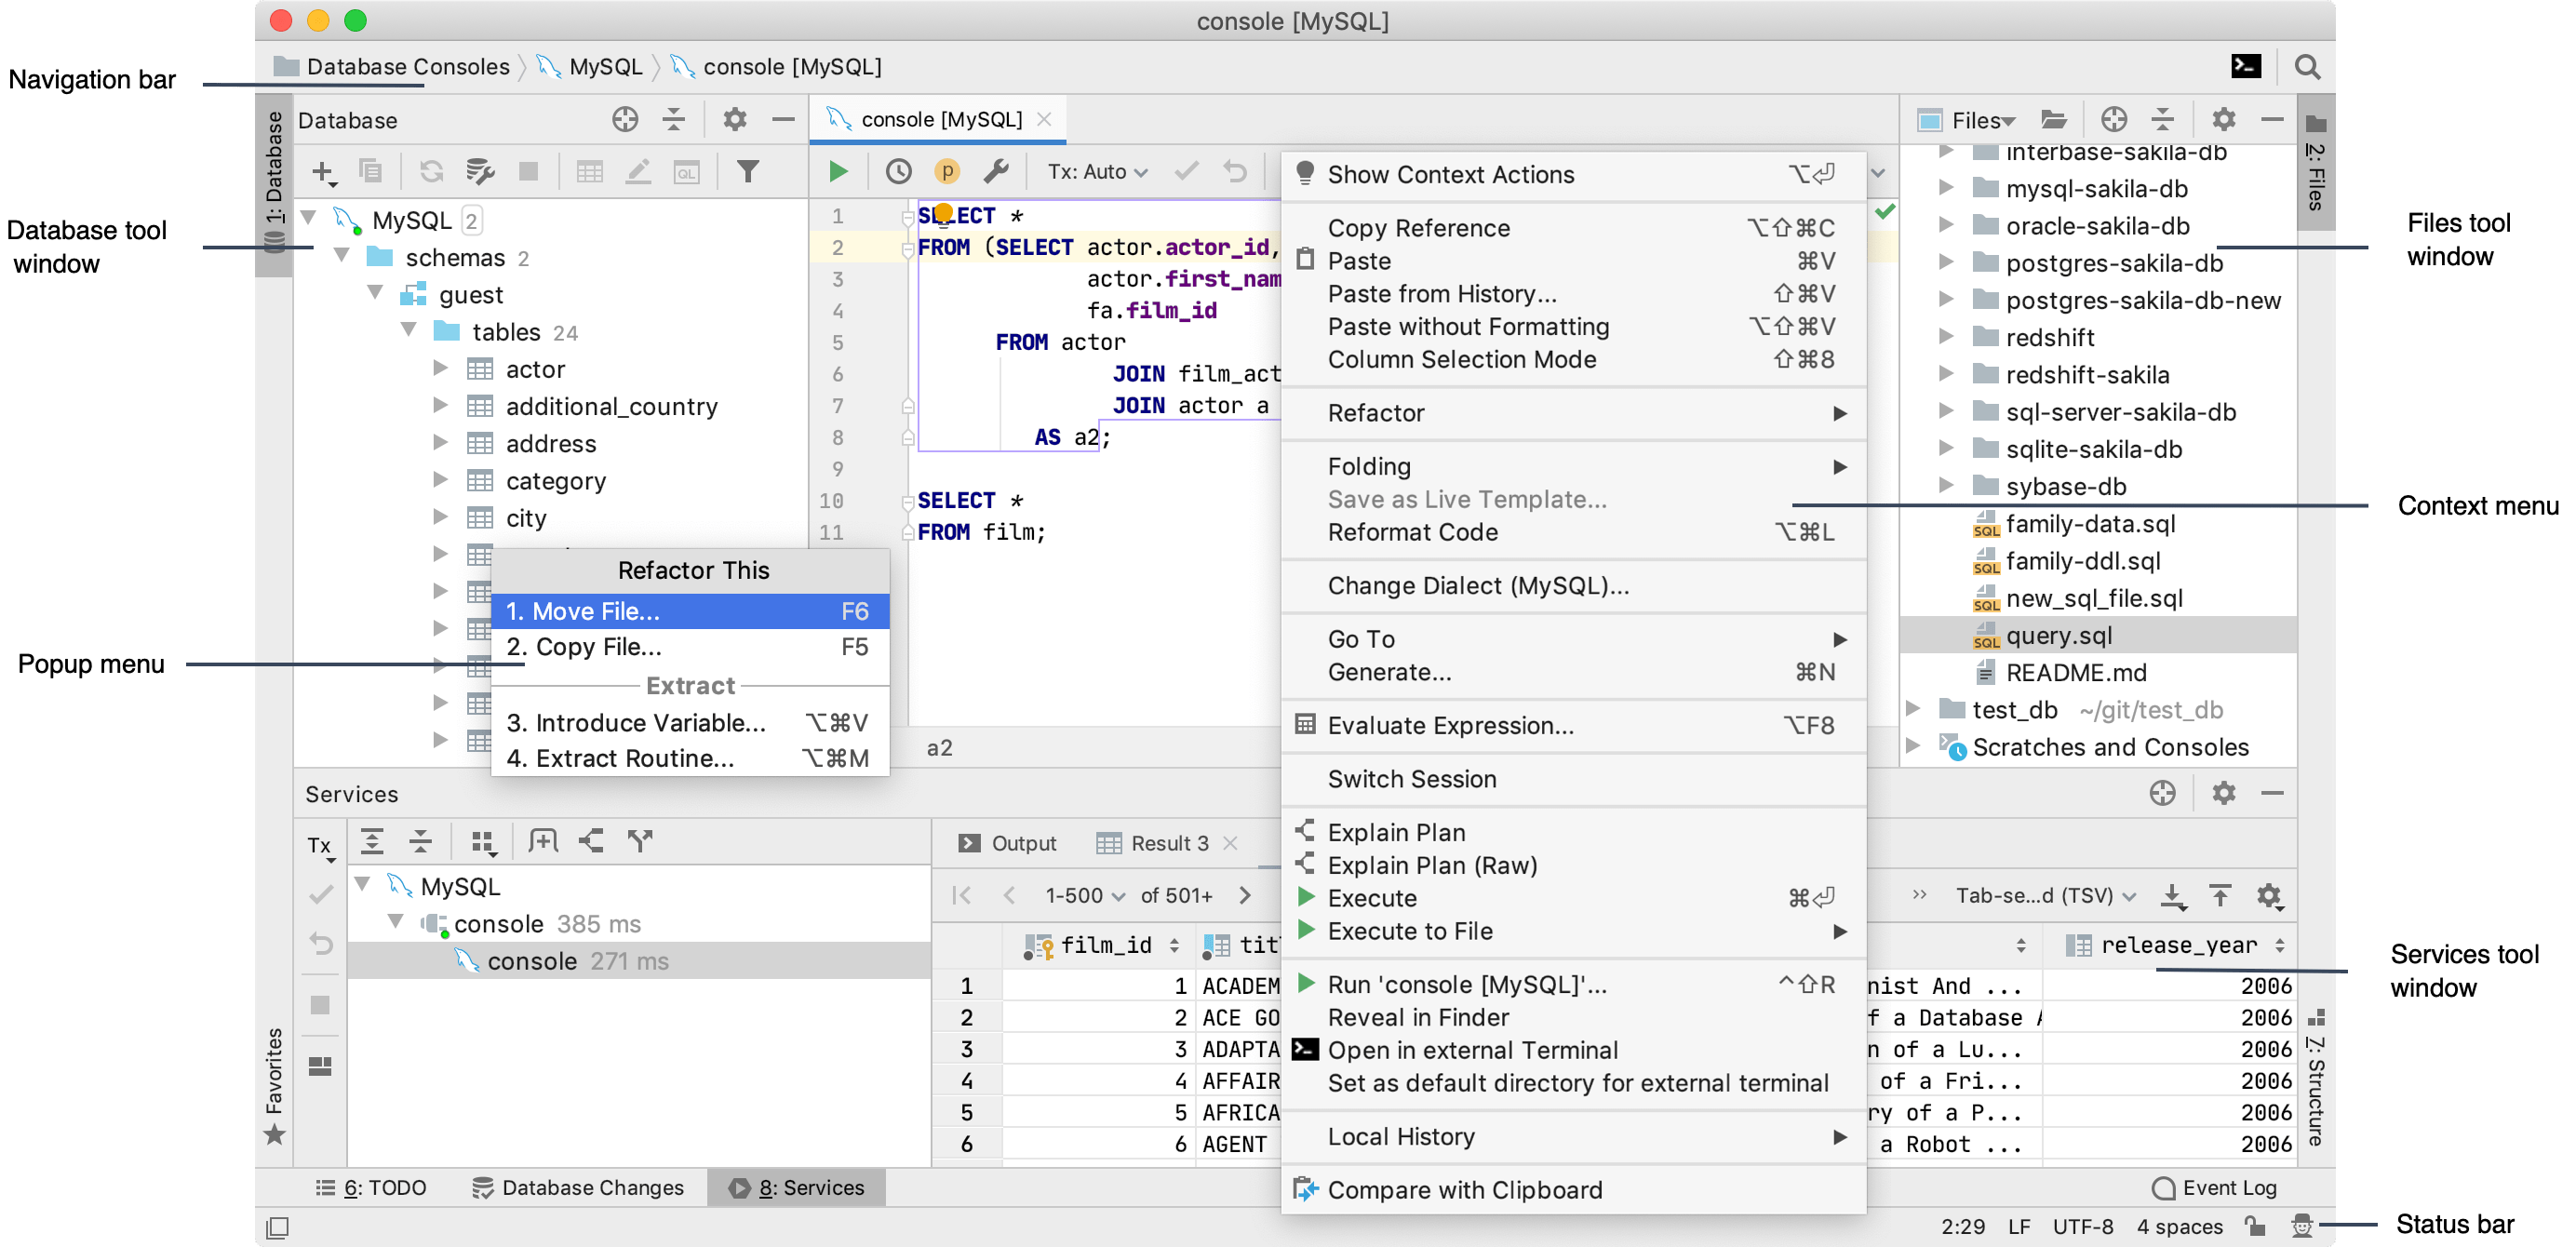 console [MySQL]
Navigation bar
Database Consoles
MySQL
console [MySQL]
1: Database
Database
console [MySQL]
Files
2: Files
Tx: Auto
Database tool
window
MySQL 2
schemas 2
guest
tables 24
actor
additional_country
address
category
city
1 SELECT *
2 FROM (SELECT actor.actor_id,
3 actor.first_nam
4 fa.film_id
5 FROM actor
6 JOIN film_act
7 JOIN actor a
8 AS a2;
9
10 SELECT *
11 FROM film;
a2
Popup menu
Refactor This
1. Move File... F6
2. Copy File... F5
Extract
3. Introduce Variable... ⌥⌘V
4. Extract Routine... ⌥⌘M
Show Context Actions ⌥⏎
Copy Reference ⌥⇧⌘C
Paste ⌘V
Paste from History... ⇧⌘V
Paste without Formatting ⌥⇧⌘V
Column Selection Mode ⇧⌘8
Refactor
Folding
Save as Live Template...
Reformat Code ⌥⌘L
Change Dialect (MySQL)...
Go To
Generate... ⌘N
Evaluate Expression... ⌥F8
Switch Session
Explain Plan
Explain Plan (Raw)
Execute ⌘⏎
Execute to File
Run 'console [MySQL]'... ^⇧R
Reveal in Finder
Open in external Terminal
Set as default directory for external terminal
Local History
Compare with Clipboard
interbase-sakila-db
mysql-sakila-db
oracle-sakila-db
postgres-sakila-db
postgres-sakila-db-new
redshift
redshift-sakila
sql-server-sakila-db
sqlite-sakila-db
sybase-db
family-data.sql
family-ddl.sql
new_sql_file.sql
query.sql
README.md
test_db ~/git/test_db
Scratches and Consoles
Files tool
window
Context menu
Services
Tx
MySQL
console 385 ms
console 271 ms
Output
Result 3
1-500 of 501+
Tab-se...d (TSV)
film_id
release_year
1 1 ACADEM nist And ... 2006
2 2 ACE GO f a Database 2006
3 3 ADAPTA n of a Lu... 2006
4 4 AFFAIR of a Fri... 2006
5 5 AFRICA ry of a P... 2006
6 6 AGENT a Robot ... 2006
Services tool
window
Favorites
7: Structure
6: TODO
Database Changes
8: Services
Event Log
2:29 LF UTF-8 4 spaces
Status bar